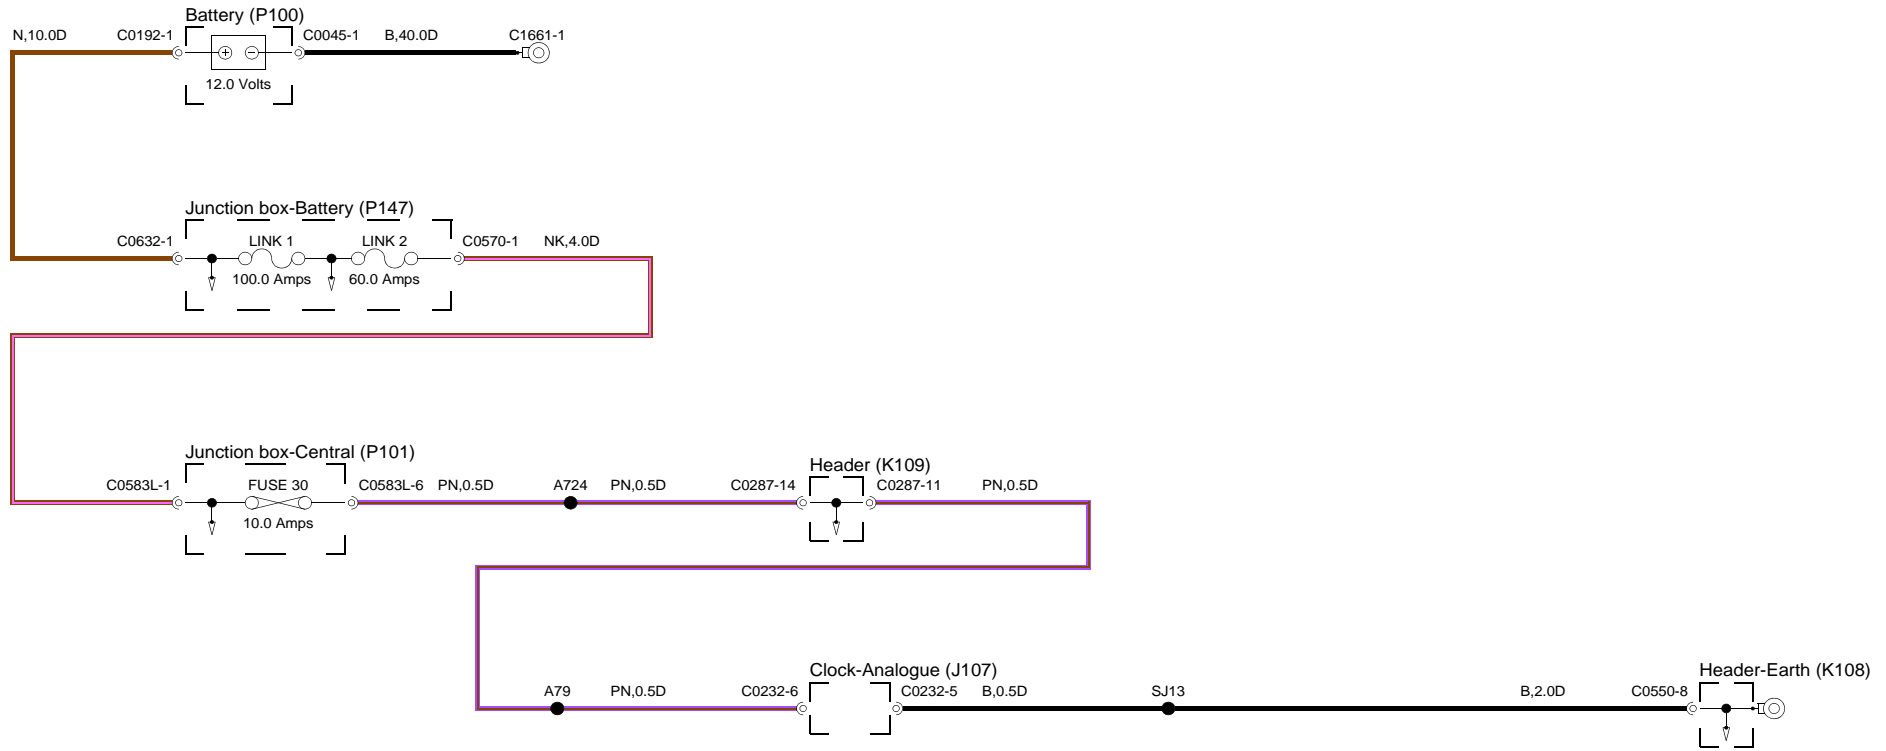 Battery (P100)
N,10.0D C0192-1 C0045-1 B,40.0D C1661-1
12.0 Volts
Junction box-Battery (P147)
C0632-1 LINK 1 LINK 2 C0570-1 NK,4.0D
100.0 Amps 60.0 Amps
Junction box-Central (P101)
Header (K109)
C0583L-1 FUSE 30 C0583L-6 PN,0.5D A724 PN,0.5D C0287-14 C0287-11 PN,0.5D
10.0 Amps
Clock-Analogue (J107) Header-Earth (K108)
A79 PN,0.5D C0232-6 C0232-5 B,0.5D SJ13 B,2.0D C0550-8